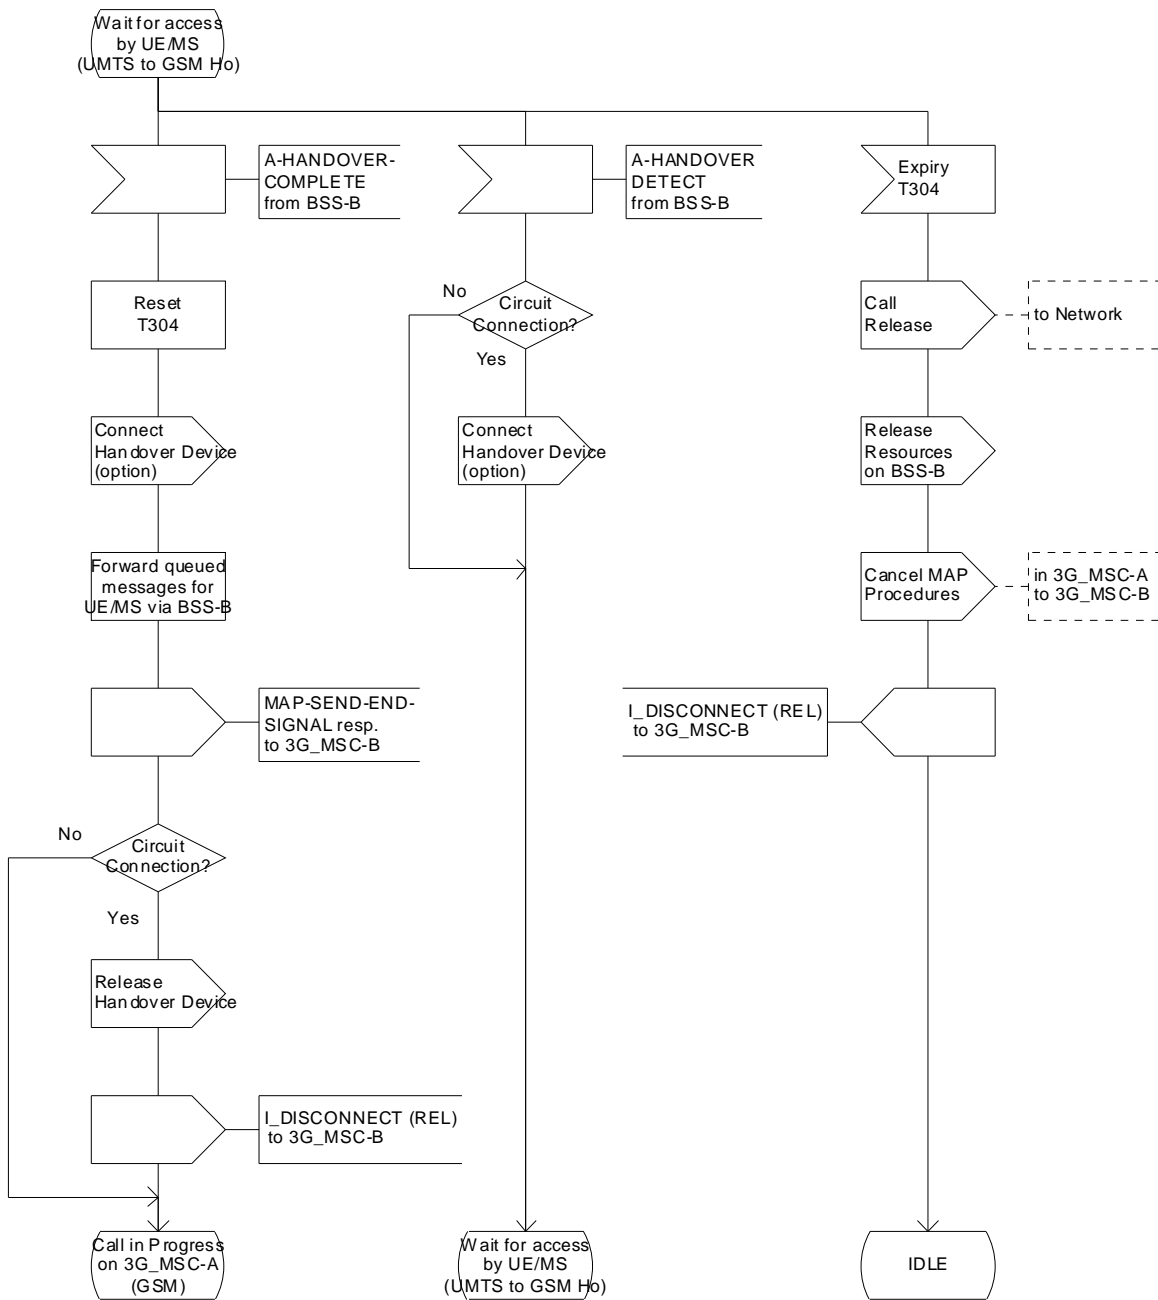 Wait for access
by UE/MS
(UMTS to GSM Ho)
A-HANDOVER-
COMPLETE
from BSS-B
A-HANDOVER
DETECT
from BSS-B
Expiry
T304
Reset
T304
No
Circuit
Connection?
Yes
Call
Release
to Network
Connect
Handover Device
(option)
Connect
Handover Device
(option)
Release
Resources
on BSS-B
Forward queued
messages for
UE/MS via BSS-B
Cancel MAP
Procedures
in 3G_MSC-A
to 3G_MSC-B
MAP-SEND-END-
SIGNAL resp.
to 3G_MSC-B
I_DISCONNECT (REL)
to 3G_MSC-B
No
Circuit
Connection?
Yes
Release
Handover Device
I_DISCONNECT (REL)
to 3G_MSC-B
Call in Progress
on 3G_MSC-A
(GSM)
Wait for access
by UE/MS
(UMTS to GSM Ho)
IDLE